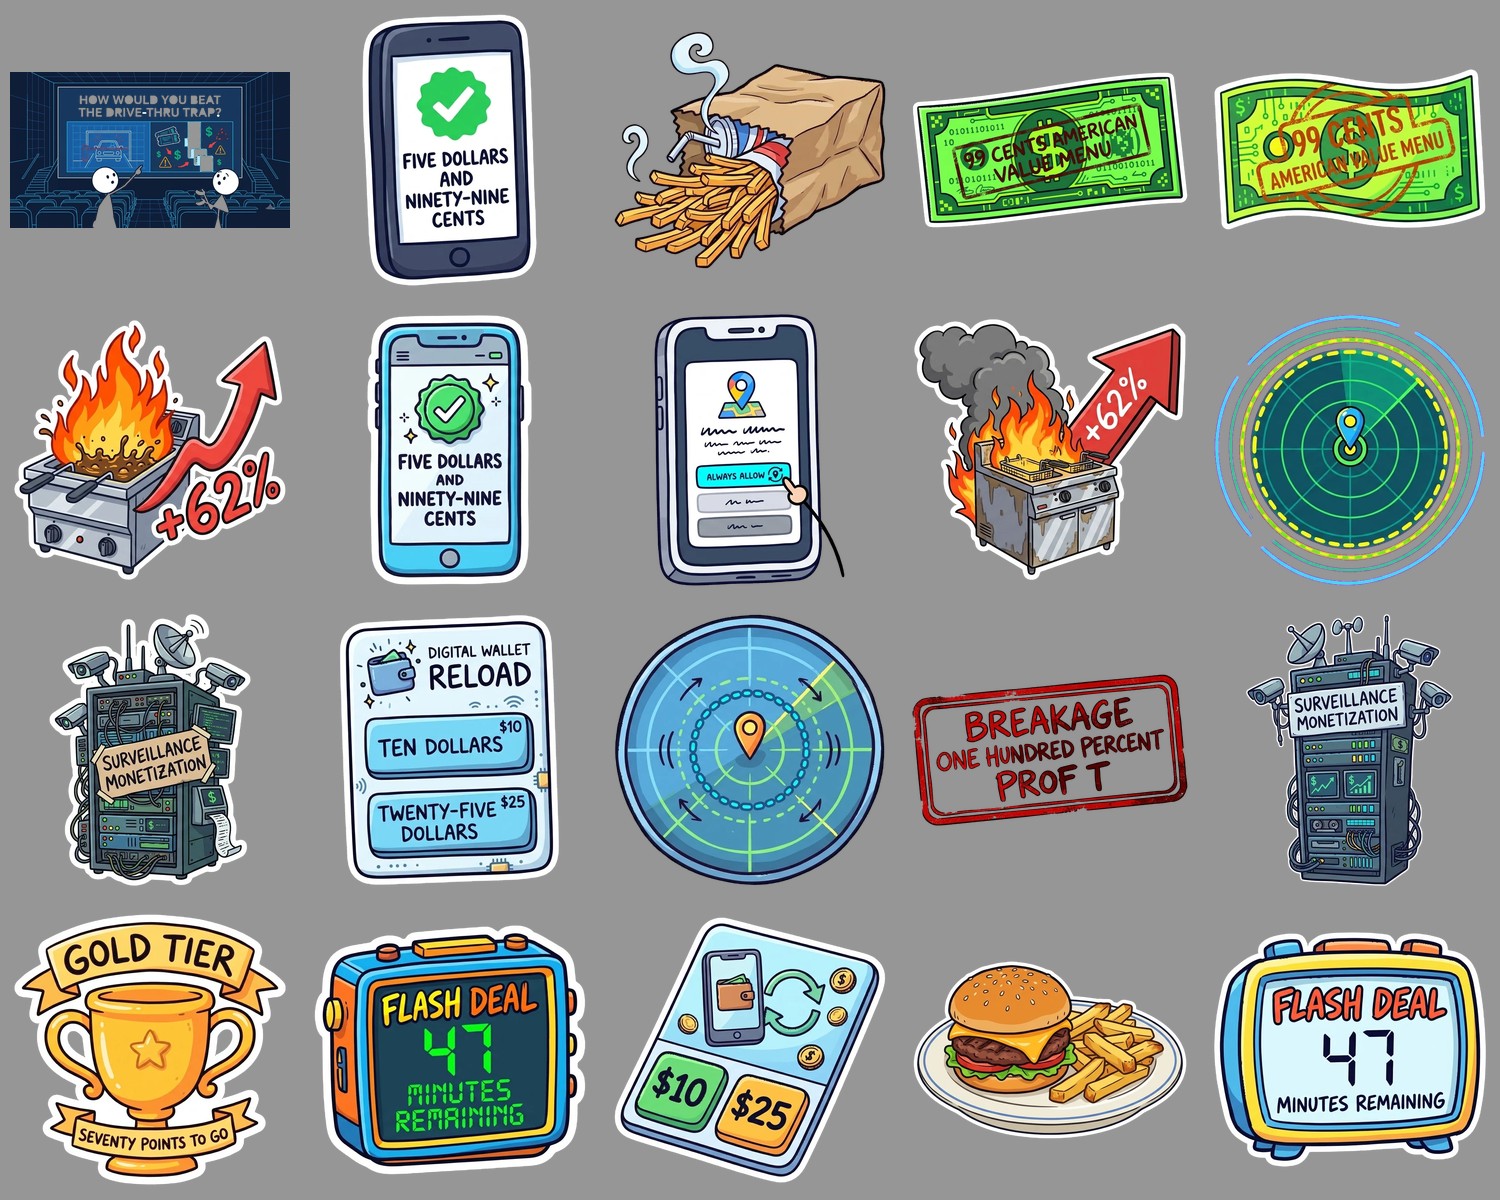 HOW WOULD YOU BEAT
THE DRIVE-THRU TRAP?
FIVE DOLLARS
AND
NINETY-NINE
CENTS
01011101011
10
99 CENTS AMERICAN
VALUE MENU
99 CENTS
AMERICAN VALUE MENU
+62%
FIVE DOLLARS
AND
NINETY-NINE
CENTS
ALWAYS ALLOW
+62%
SURVEILLANCE
MONETIZATION
DIGITAL WALLET
RELOAD
TEN DOLLARS $10
TWENTY-FIVE $25
DOLLARS
BREAKAGE
ONE HUNDRED PERCENT
PROF T
SURVEILLANCE
MONETIZATION
GOLD TIER
SEVENTY POINTS TO GO
FLASH DEAL
47
MINUTES
REMAINING
$10
$25
FLASH DEAL
47
MINUTES REMAINING